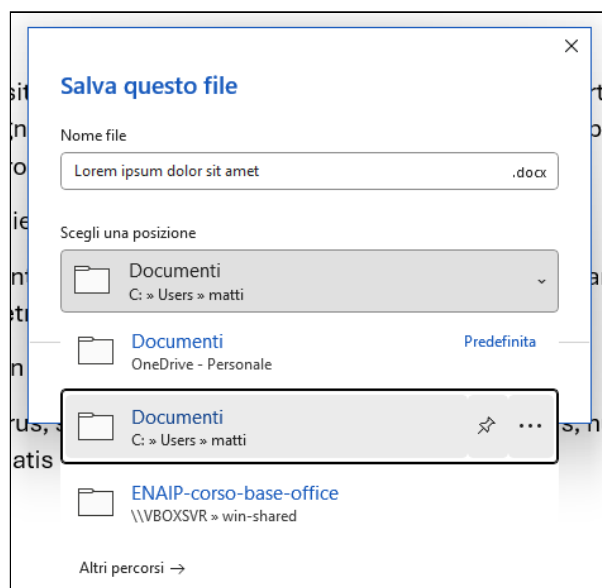 Salva questo file
Nome file
Lorem ipsum dolor sit amet .docx
Scegli una posizione
Documenti
C: » Users » matti
Documenti Predefinita
OneDrive - Personale
Documenti
C: » Users » matti
ENAIP-corso-base-office
\\VBOXSVR » win-shared
Altri percorsi →